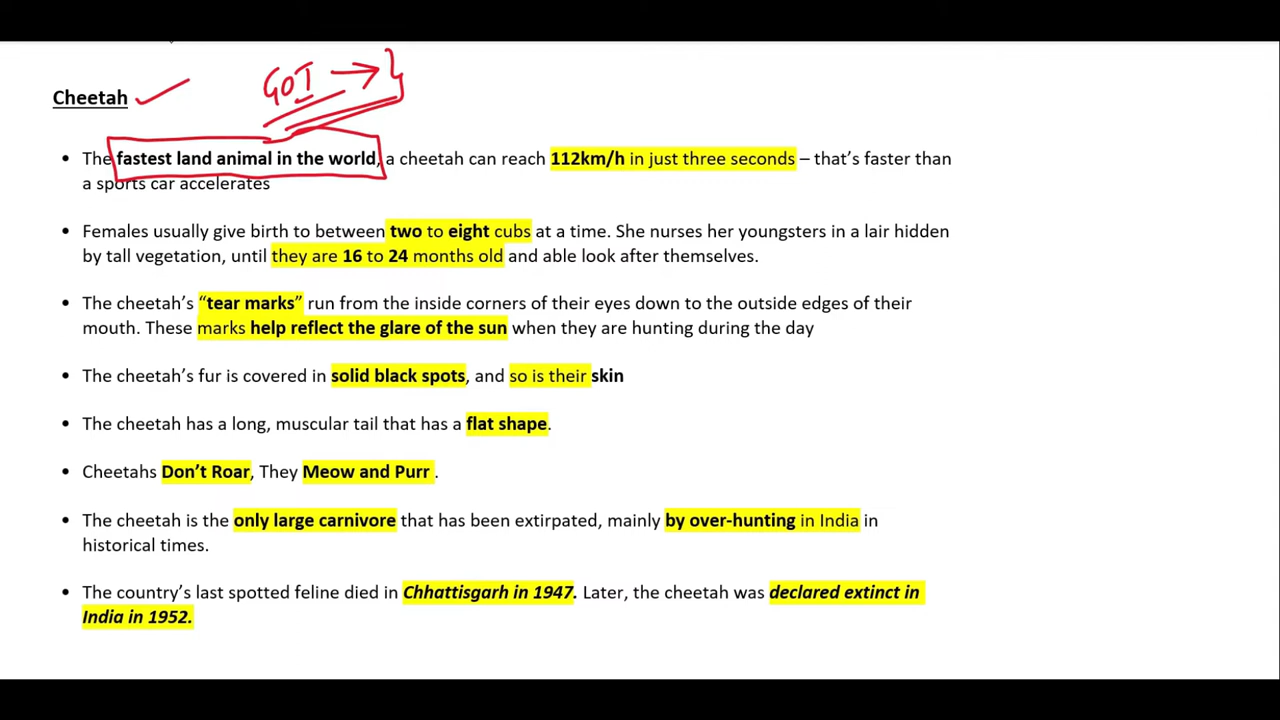 GOI
Cheetah
• The fastest land animal in the world, a cheetah can reach 112km/h in just three seconds – that's faster than
a sports car accelerates
• Females usually give birth to between two to eight cubs at a time. She nurses her youngsters in a lair hidden
by tall vegetation, until they are 16 to 24 months old and able look after themselves.
• The cheetah's “tear marks” run from the inside corners of their eyes down to the outside edges of their
mouth. These marks help reflect the glare of the sun when they are hunting during the day
• The cheetah's fur is covered in solid black spots, and so is their skin
• The cheetah has a long, muscular tail that has a flat shape.
• Cheetahs Don't Roar, They Meow and Purr .
• The cheetah is the only large carnivore that has been extirpated, mainly by over-hunting in India in
historical times.
• The country's last spotted feline died in Chhattisgarh in 1947. Later, the cheetah was declared extinct in
India in 1952.